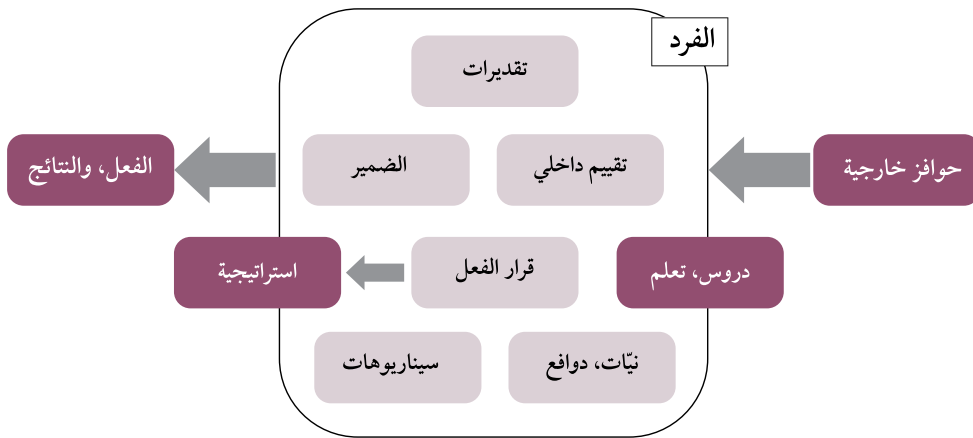 الفرد
تقديرات
حوافز خارجية
تقييم داخلي
الضمير
الفعل، والنتائج
دروس، تعلم
قرار الفعل
استراتيجية
نيّات، دوافع
سيناريوهات